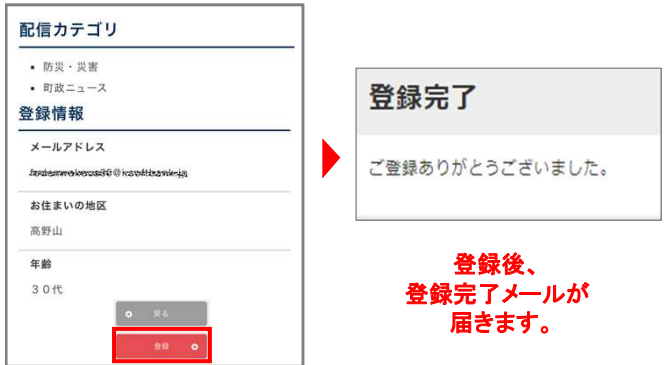 配信カテゴリ
▪ 防災・災害
▪ 町政ニュース
登録情報
メールアドレス
お住まいの地区
高野山
年齢
３０代
戻る
登録
登録完了
ご登録ありがとうございました。
登録後、
登録完了メールが
届きます。